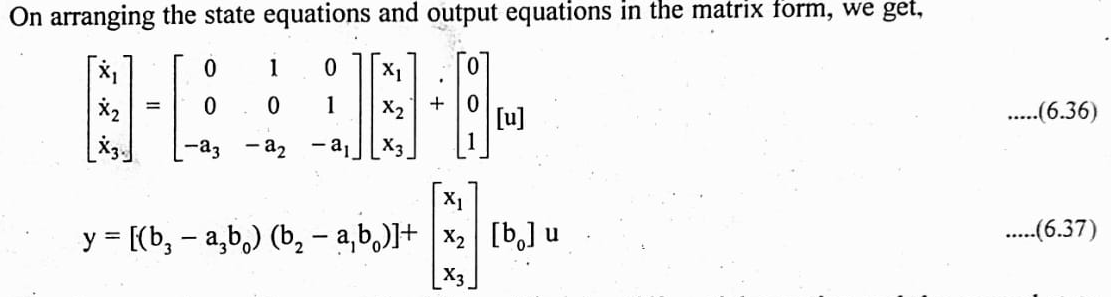 On arranging the state equations and output equations in the matrix form, we get,
[ẋ₁ ẋ₂ ẋ₃] = [0 1 0; 0 0 1; −a₃ −a₂ −a₁] [x₁ x₂ x₃] + [0 0 1] [u] .....(6.36)
y = [(b₃ − a₃b₀) (b₂ − a₁b₀)]+ [x₁ x₂ x₃] [b₀] u .....(6.37)